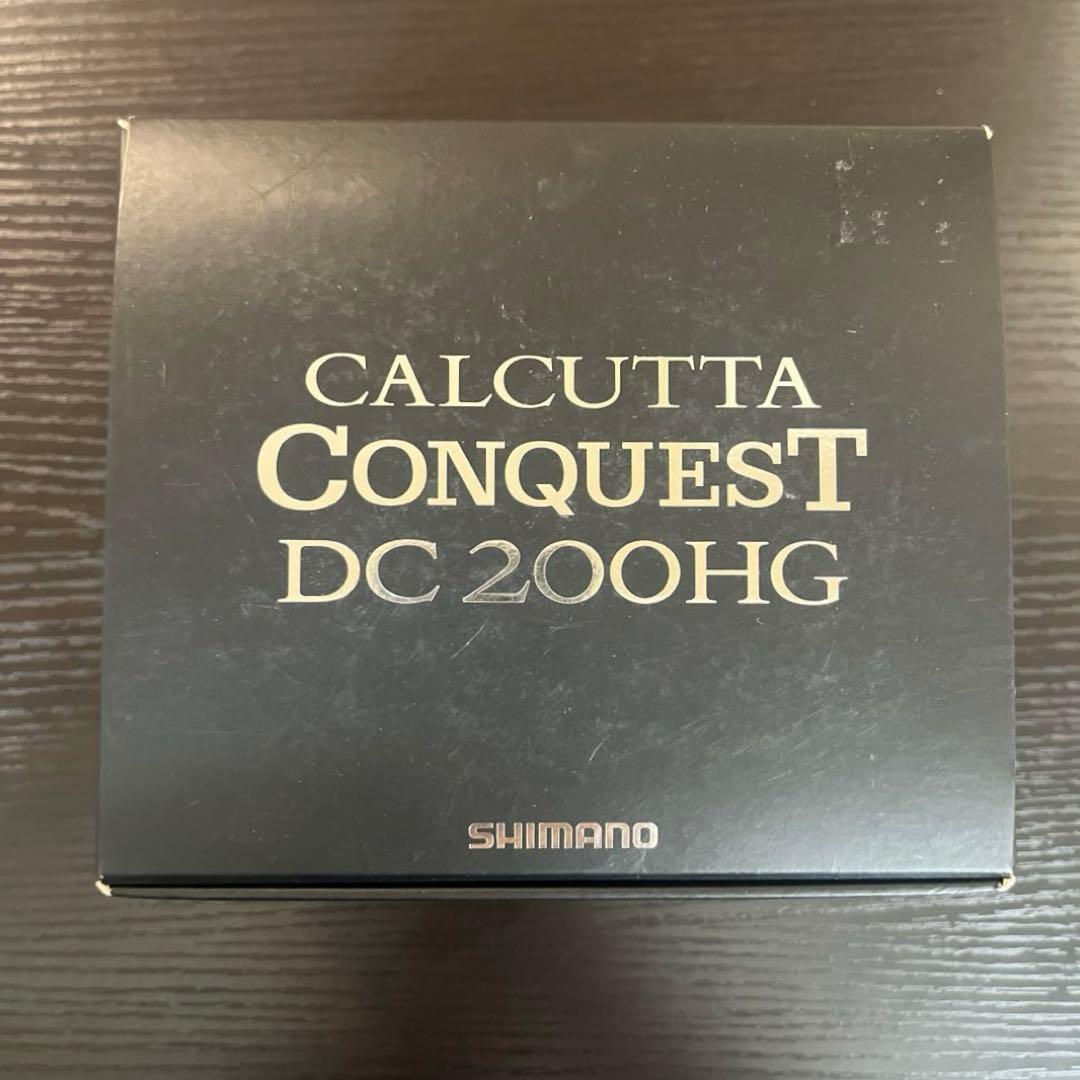 CALCUTTA
CONQUEST
DC 200HG
SHIMANO